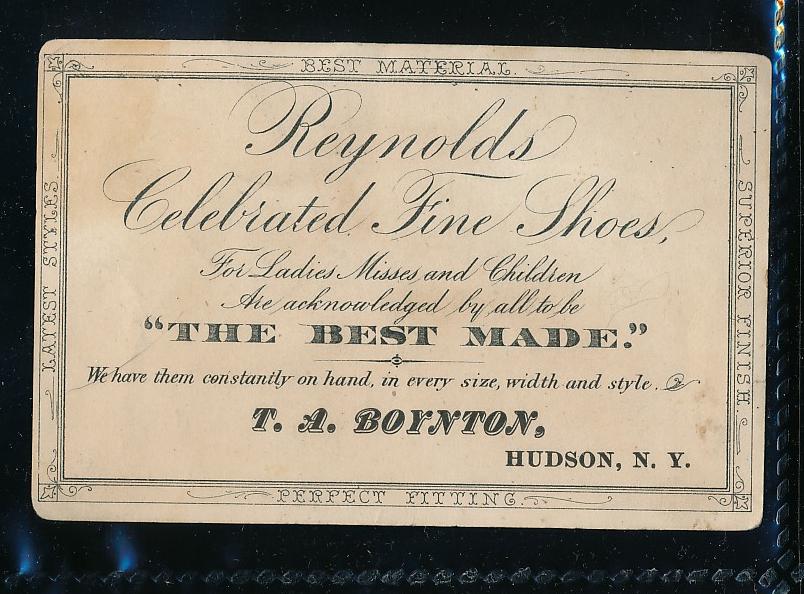 BEST MATERIAL.
LATEST STYLES.
SUPERIOR FINISH.
Reynolds
Celebrated Fine Shoes,
For Ladies Misses and Children
Are acknowledged by all to be
"THE BEST MADE."
We have them constantly on hand, in every size, width and style.
T. A. BOYNTON,
HUDSON, N. Y.
PERFECT FITTING.